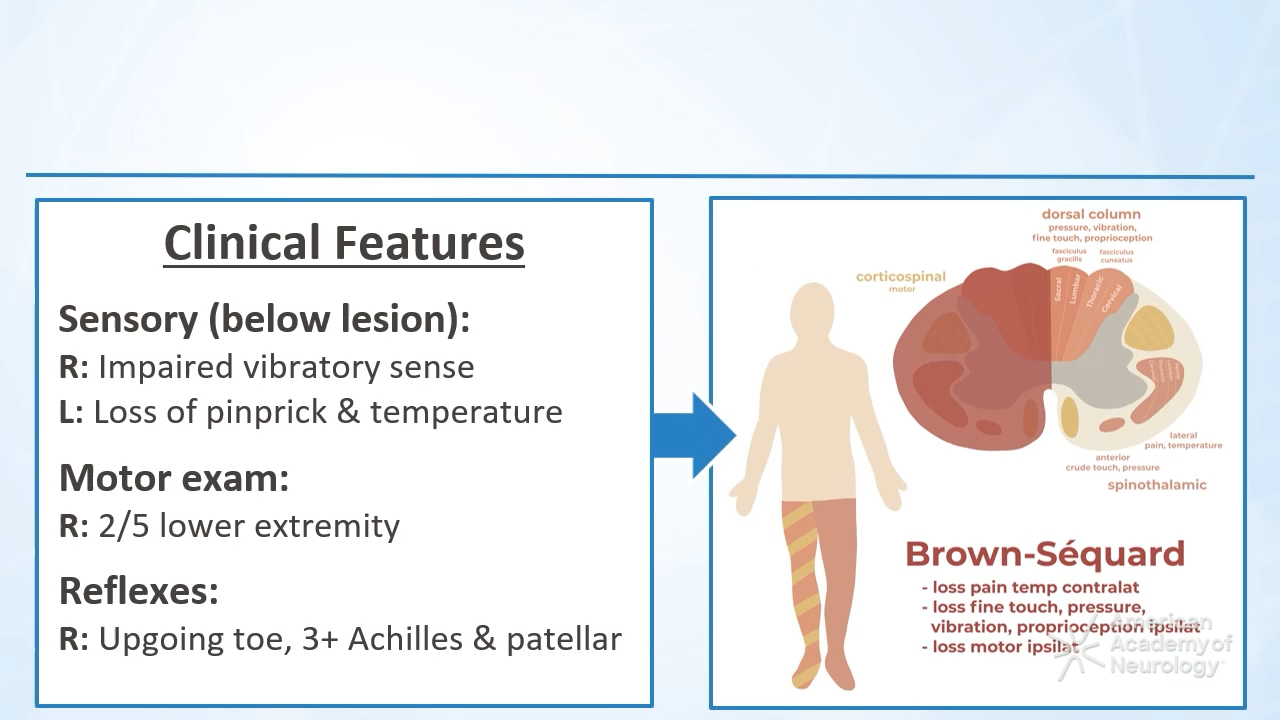 Clinical Features
Sensory (below lesion):
R: Impaired vibratory sense
L: Loss of pinprick & temperature
Motor exam:
R: 2/5 lower extremity
Reflexes:
R: Upgoing toe, 3+ Achilles & patellar
dorsal column
pressure, vibration,
fine touch, proprioception
fasciculus
gracilis
fasciculus
cuneatus
corticospinal
motor
Sacral
Lumbar
Thoracic
Cervical
lateral
pain, temperature
anterior
crude touch, pressure
spinothalamic
Brown-Séquard
- loss pain temp contralat
- loss fine touch, pressure,
vibration, proprioception ipsilat
- loss motor ipsilat
American
Academy of
Neurology